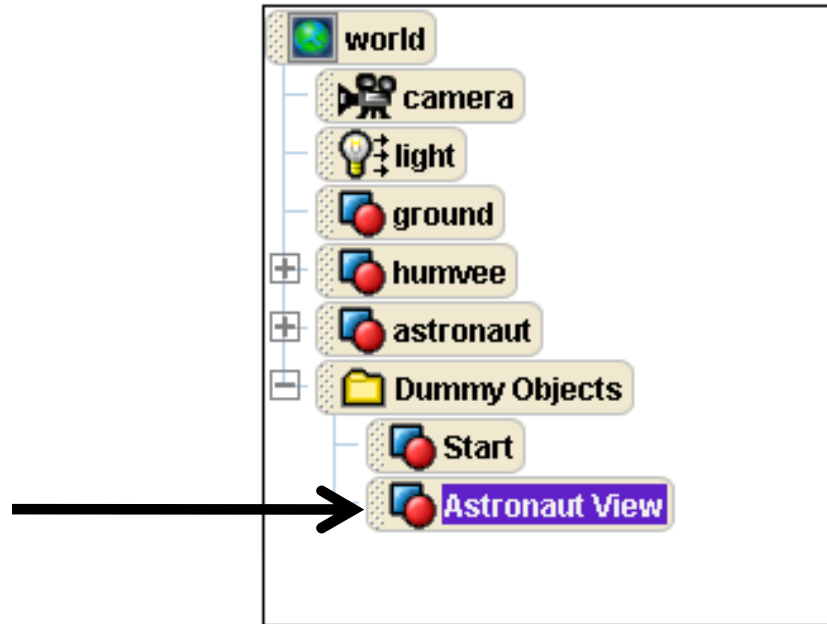 world
camera
light
ground
humvee
astronaut
Dummy Objects
Start
Astronaut View